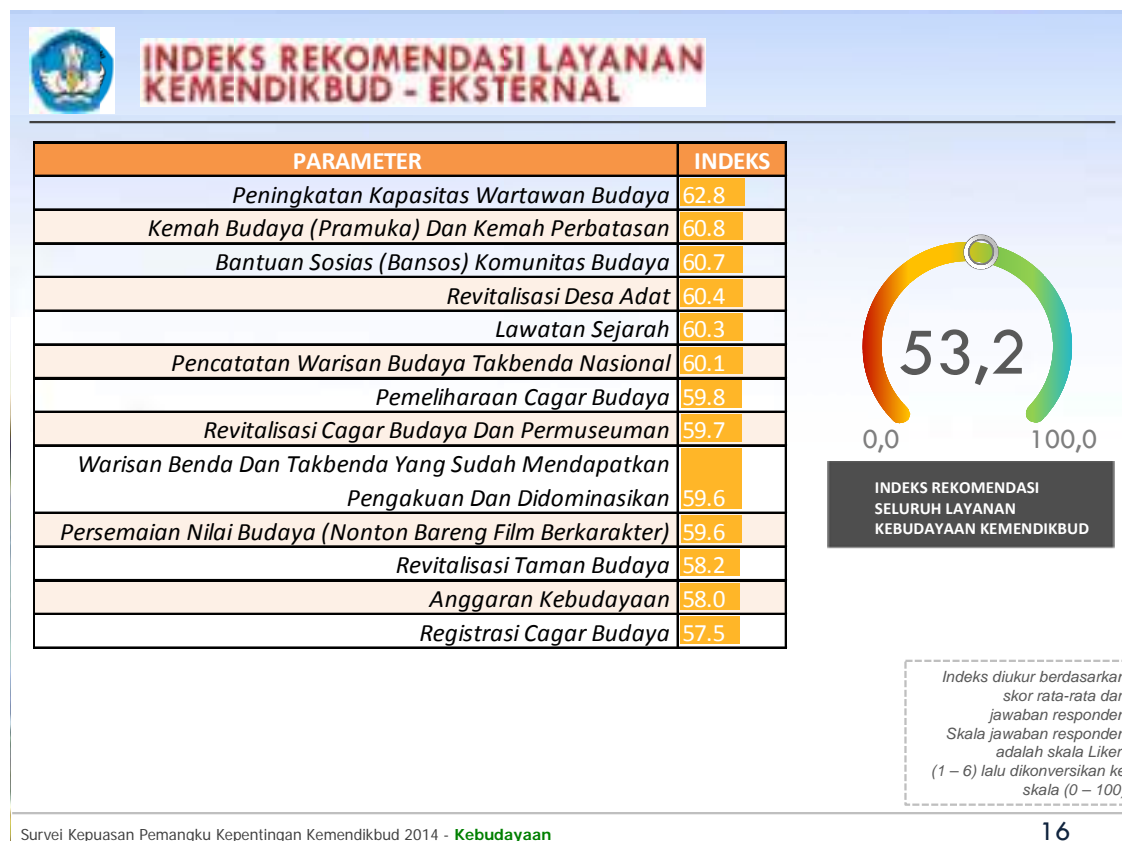 INDEKS REKOMENDASI LAYANAN
KEMENDIKBUD - EKSTERNAL
PARAMETER INDEKS
Peningkatan Kapasitas Wartawan Budaya 62.8
Kemah Budaya (Pramuka) Dan Kemah Perbatasan 60.8
Bantuan Sosias (Bansos) Komunitas Budaya 60.7
Revitalisasi Desa Adat 60.4
Lawatan Sejarah 60.3
Pencatatan Warisan Budaya Takbenda Nasional 60.1
Pemeliharaan Cagar Budaya 59.8
Revitalisasi Cagar Budaya Dan Permuseuman 59.7
Warisan Benda Dan Takbenda Yang Sudah Mendapatkan
Pengakuan Dan Didominasikan 59.6
Persemaian Nilai Budaya (Nonton Bareng Film Berkarakter) 59.6
Revitalisasi Taman Budaya 58.2
Anggaran Kebudayaan 58.0
Registrasi Cagar Budaya 57.5
53,2
0,0 100,0
INDEKS REKOMENDASI
SELURUH LAYANAN
KEBUDAYAAN KEMENDIKBUD
Indeks diukur berdasarkan
skor rata-rata dar
jawaban responden
Skala jawaban responden
adalah skala Liker
(1 – 6) lalu dikonversikan ke
skala (0 – 100)
Survei Kepuasan Pemangku Kepentingan Kemendikbud 2014 - Kebudayaan
16